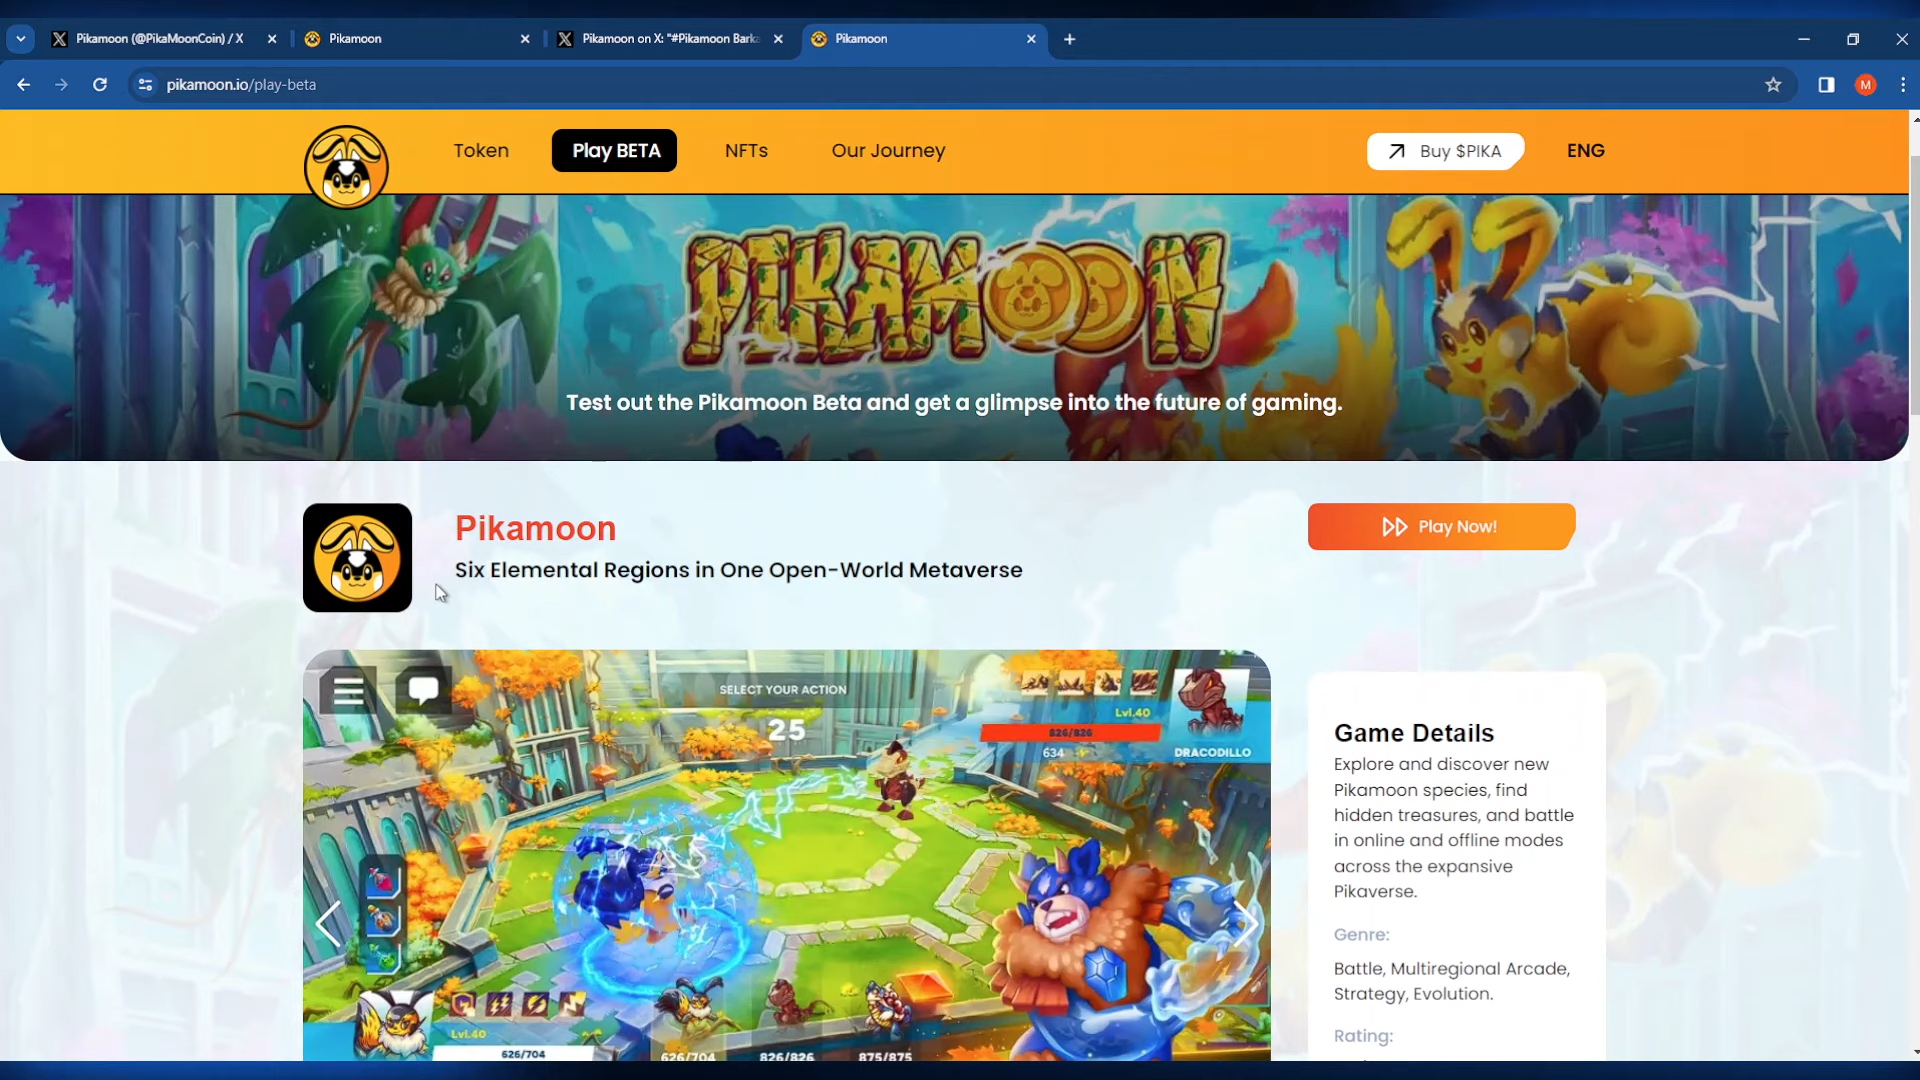 Pikamoon (@PikaMoonCoin) / X
Pikamoon
Pikamoon on X: "#Pikamoon Barka
Pikamoon
pikamoon.io/play-beta
M
Token
Play BETA
NFTs
Our Journey
Buy $PIKA
ENG
PIKAMOON
Test out the Pikamoon Beta and get a glimpse into the future of gaming.
Pikamoon
Six Elemental Regions in One Open-World Metaverse
Play Now!
SELECT YOUR ACTION
25
Lvl.40
826/826
634
DRACODILLO
Lvl.40
626/704
626/704
826/826
875/875
Game Details
Explore and discover new
Pikamoon species, find
hidden treasures, and battle
in online and offline modes
across the expansive
Pikaverse.
Genre:
Battle, Multiregional Arcade,
Strategy, Evolution.
Rating: